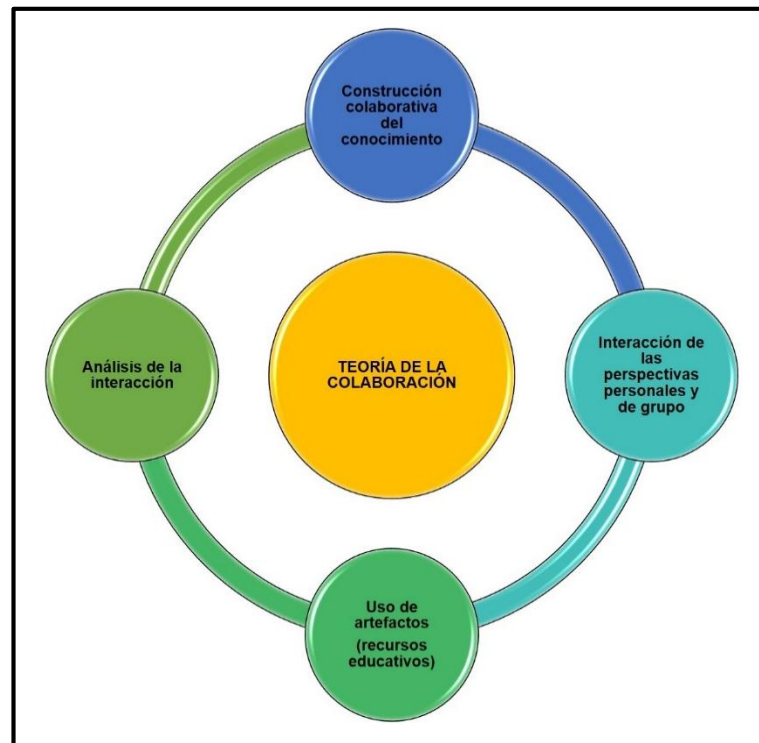 Construcción
colaborativa
del
conocimiento
Interacción de
las
perspectivas
personales y
de grupo
Análisis de la
interacción
TEORÍA DE LA
COLABORACIÓN
Uso de
artefactos
(recursos
educativos)